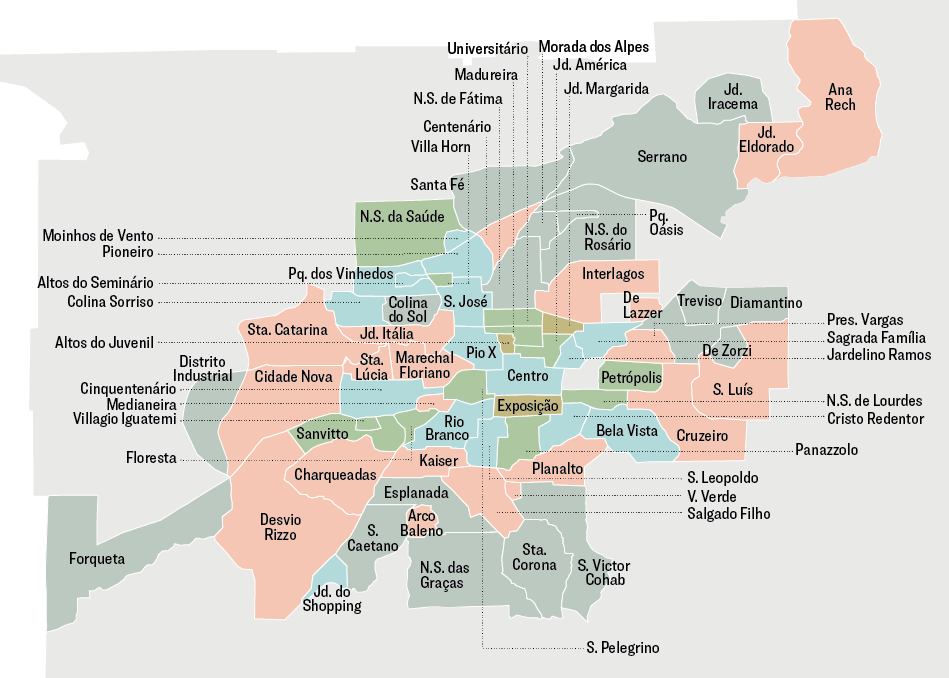 Universitário
Morada dos Alpes
Jd. América
Madureira
Jd. Margarida
N.S. de Fátima
Centenário
Villa Horn
Santa Fé
Jd.
Iracema
Ana
Rech
Jd.
Eldorado
Serrano
N.S. da Saúde
Pq.
Oásis
N.S. do
Rosário
Moinhos de Vento
Pioneiro
Pq. dos Vinhedos
Interlagos
Altos do Seminário
Colina Sorriso
Colina
do Sol
S. José
De
Lazzer
Treviso
Diamantino
Sta. Catarina
Jd. Itália
Pres. Vargas
Sagrada Família
Jardelino Ramos
Altos do Juvenil
Pio X
De Zorzi
Distrito
Industrial
Cidade Nova
Sta.
Lúcia
Marechal
Floriano
Centro
Petrópolis
S. Luís
Cinquentenário
Medianeira
Villagio Iguatemi
Exposição
N.S. de Lourdes
Cristo Redentor
Sanvitto
Rio
Branco
Bela Vista
Cruzeiro
Floresta
Kaiser
Panazzolo
Charqueadas
Planalto
S. Leopoldo
V. Verde
Salgado Filho
Esplanada
Desvio
Rizzo
Arco
Baleno
S.
Caetano
Forqueta
N.S. das
Graças
Sta.
Corona
S. Victor
Cohab
Jd. do
Shopping
S. Pelegrino